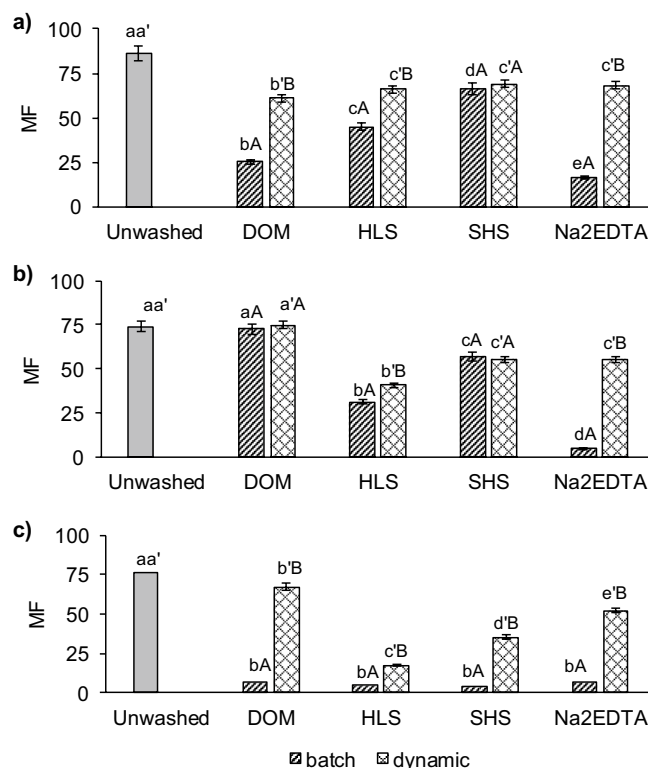 a)
100
75
50
25
0
MF
aa'
bA
b'B
cA
c'B
dA
c'A
eA
c'B
Unwashed DOM HLS SHS Na2EDTA
b)
100
75
50
25
0
MF
aa'
aA
a'A
bA
b'B
cA
c'A
dA
c'B
Unwashed DOM HLS SHS Na2EDTA
c)
100
75
50
25
0
MF
aa'
bA
b'B
bA
c'B
bA
d'B
bA
e'B
Unwashed DOM HLS SHS Na2EDTA
batch dynamic